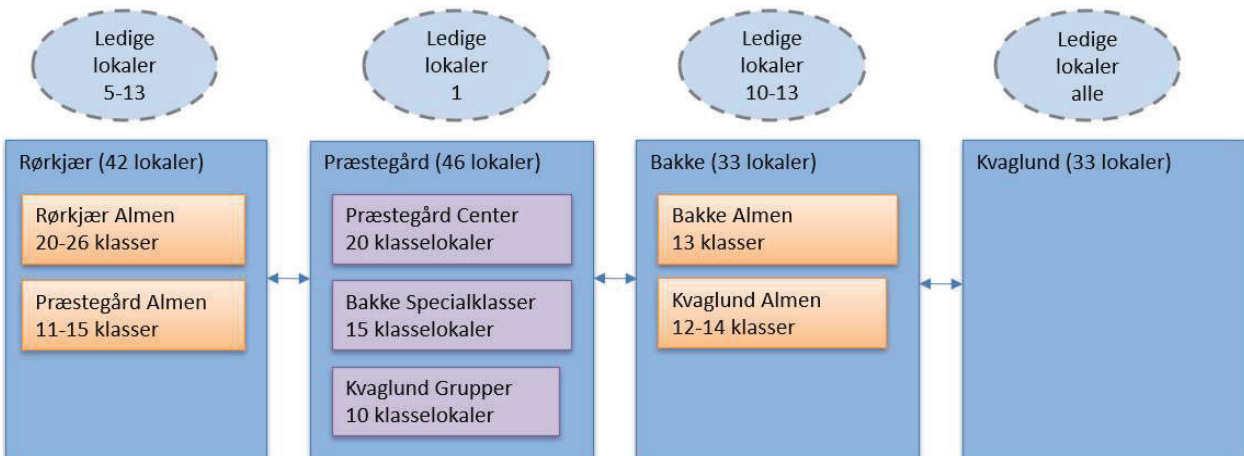 Ledige
lokaler
5-13
Ledige
lokaler
1
Ledige
lokaler
10-13
Ledige
lokaler
alle
Rørkjær (42 lokaler)
Rørkjær Almen
20-26 klasser
Præstegård Almen
11-15 klasser
Præstegård (46 lokaler)
Præstegård Center
20 klasselokaler
Bakke Specialklasser
15 klasselokaler
Kvaglund Grupper
10 klasselokaler
Bakke (33 lokaler)
Bakke Almen
13 klasser
Kvaglund Almen
12-14 klasser
Kvaglund (33 lokaler)